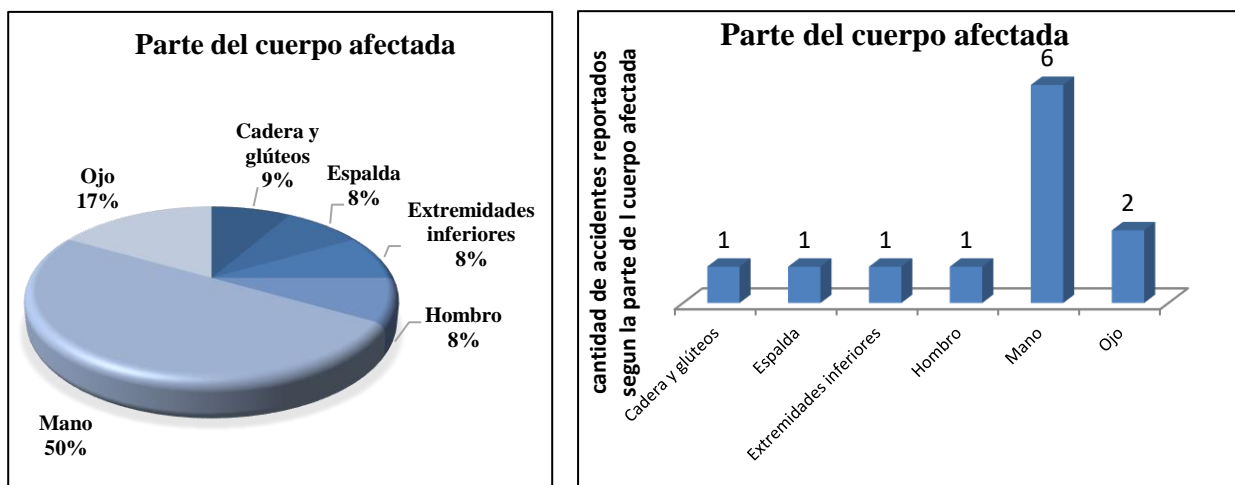 Parte del cuerpo afectada
Cadera y
glúteos
9%
Espalda
8%
Extremidades
inferiores
8%
Hombro
8%
Mano
50%
Ojo
17%
Parte del cuerpo afectada
cantidad de accidentes reportados
segun la parte de l cuerpo afectada
1
1
1
1
6
2
Cadera y glúteos
Espalda
Extremidades inferiores
Hombro
Mano
Ojo